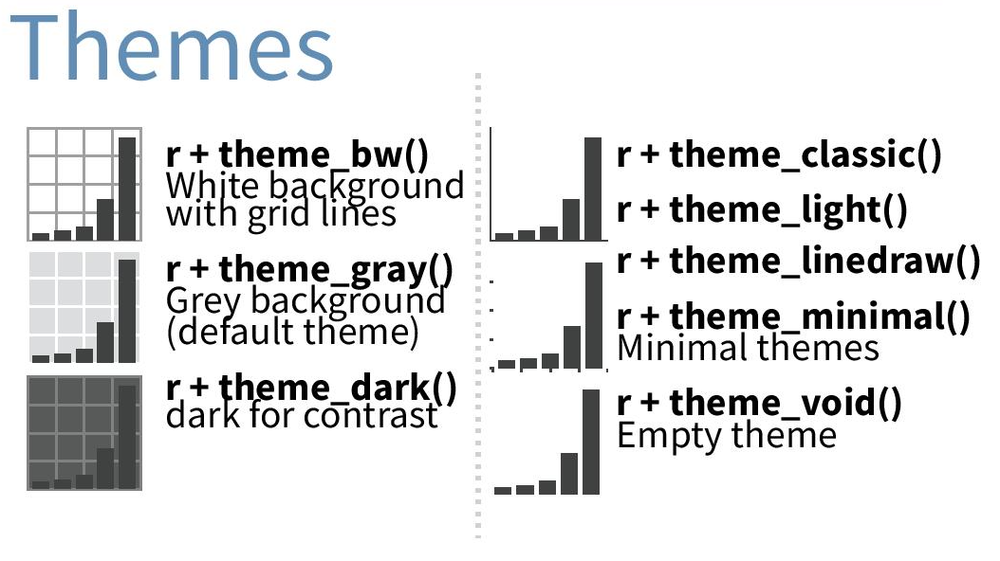 Themes
r + theme_bw()
White background
with grid lines
r + theme_gray()
Grey background
(default theme)
r + theme_dark()
dark for contrast
r + theme_classic()
r + theme_light()
r + theme_linedraw()
r + theme_minimal()
Minimal themes
r + theme_void()
Empty theme